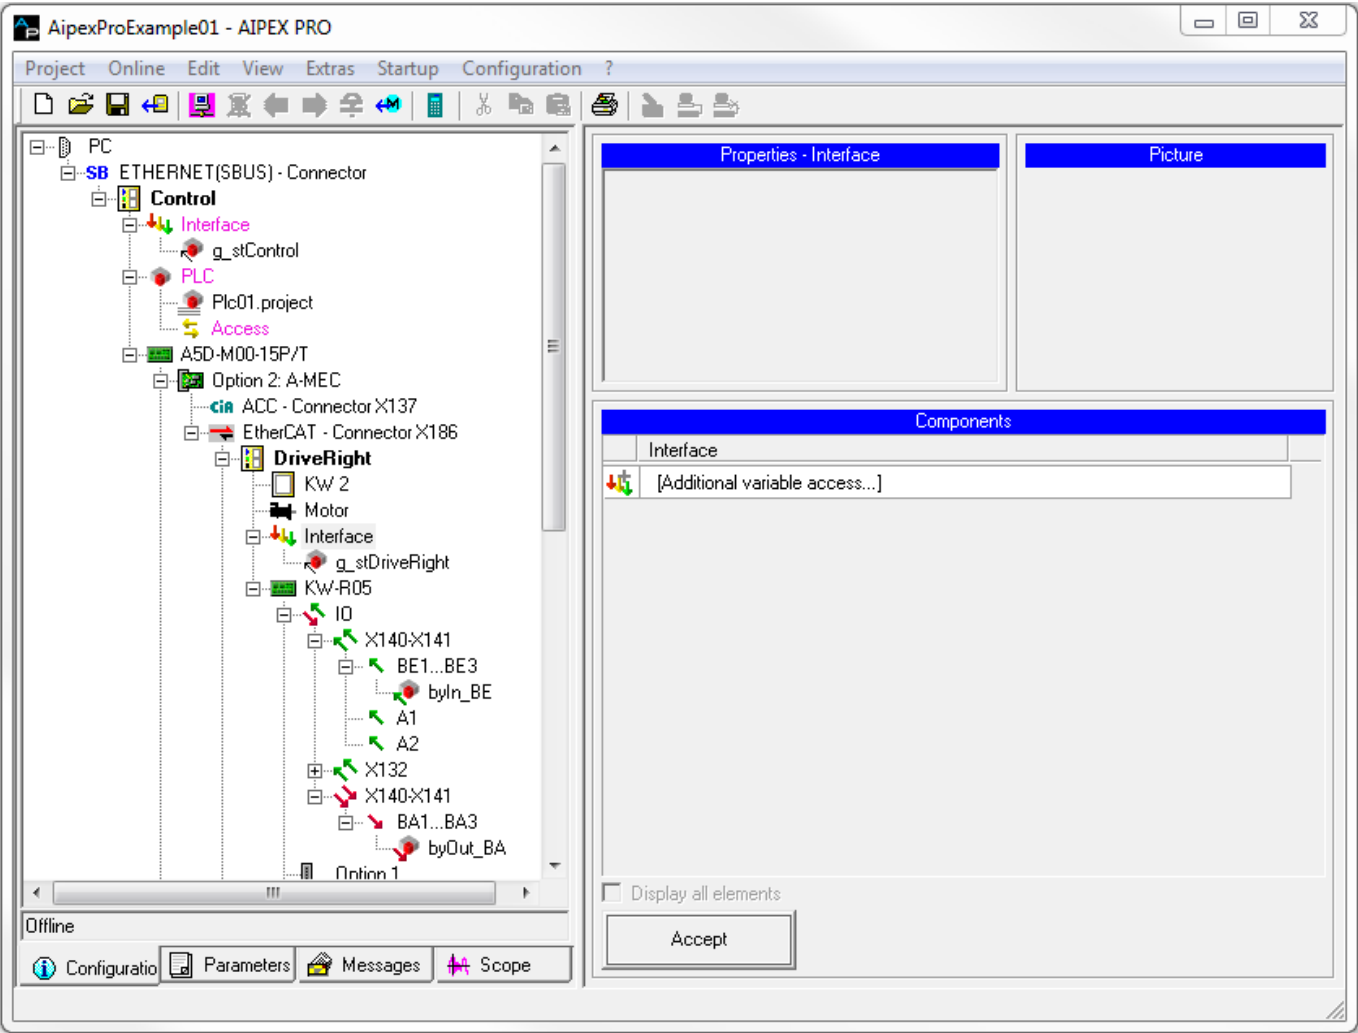 AipexProExample01 - AIPEX PRO
Project Online Edit View Extras Startup Configuration ?
PC
SB ETHERNET(SBUS) - Connector
Control
Interface
g_stControl
PLC
Plc01.project
Access
A5D-M00-15P/T
Option 2: A-MEC
CiA ACC - Connector X137
EtherCAT - Connector X186
DriveRight
KW 2
Motor
Interface
g_stDriveRight
KW-R05
IO
X140-X141
BE1...BE3
byIn_BE
A1
A2
X132
X140-X141
BA1...BA3
byOut_BA
Option 1
Offline
Configuratio Parameters Messages Scope
Properties - Interface
Picture
Components
Interface
[Additional variable access...]
Display all elements
Accept